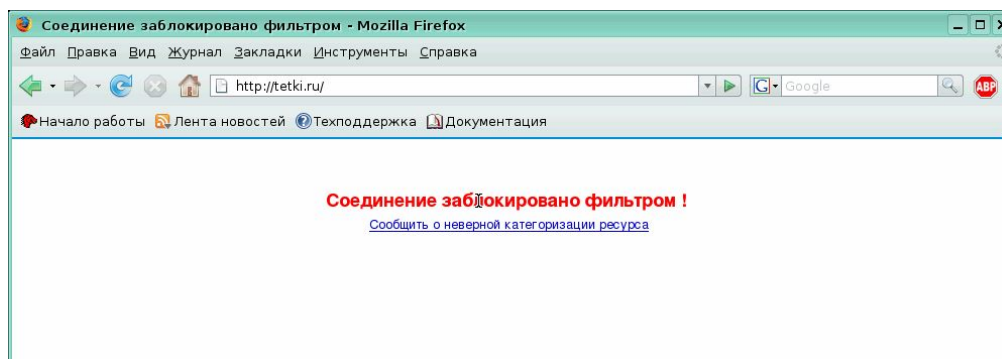 Соединение заблокировано фильтром - Mozilla Firefox
Файл Правка Вид Журнал Закладки Инструменты Справка
http://tetki.ru/ G Google ABP
Начало работы Лента новостей Техподдержка Документация
Соединение заблокировано фильтром !
Сообщить о неверной категоризации ресурса